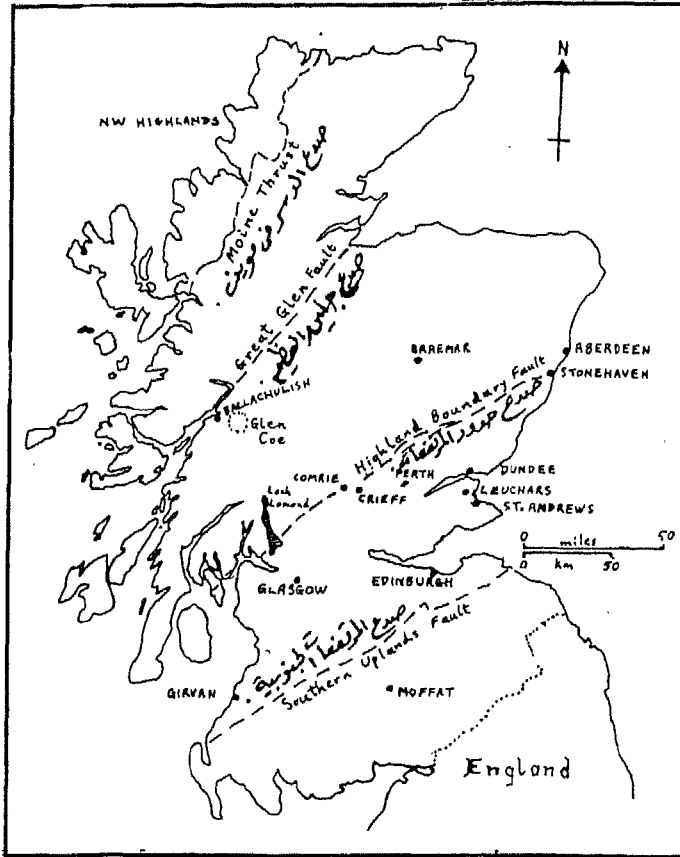 N
NW HIGHLANDS
Moine Thrust
صدع
Great Glen Fault
صدع جلين العظيم
BRAEMAR
ABERDEEN
STONEHAVEN
BALLACHULISH
Glen
Coe
Highland Boundary Fault
صدع حدود المرتفعات
COMRIE
CRIEFF
PERTH
DUNDEE
LEUCHARS
ST. ANDREWS
Loch
Lomond
0 miles 50
0 km 50
GLASGOW
EDINBURGH
صدع المرتفعات الجنوبية
Southern Uplands Fault
GIRVAN
MOFFAT
England